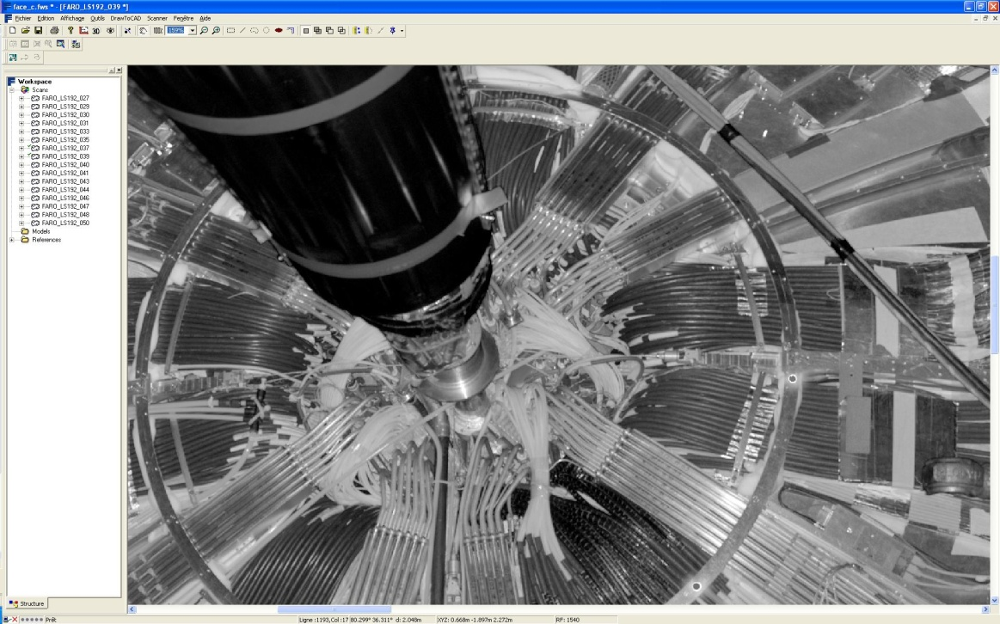 face_c.fws * - [FARO_LS192_039 *]
Fichier Edition Affichage Outils DrawToCAD Scanner Fenêtre Aide
3D 159%
Workspace
Scans
FARO_LS192_027
FARO_LS192_029
FARO_LS192_030
FARO_LS192_031
FARO_LS192_033
FARO_LS192_035
FARO_LS192_037
FARO_LS192_039
FARO_LS192_040
FARO_LS192_041
FARO_LS192_043
FARO_LS192_044
FARO_LS192_046
FARO_LS192_047
FARO_LS192_048
FARO_LS192_050
Models
References
Structure
Prêt Ligne :1193,Col :17 80.299° 36.311° d: 2.048m XYZ: 0.668m -1.897m 2.272m RF: 1540